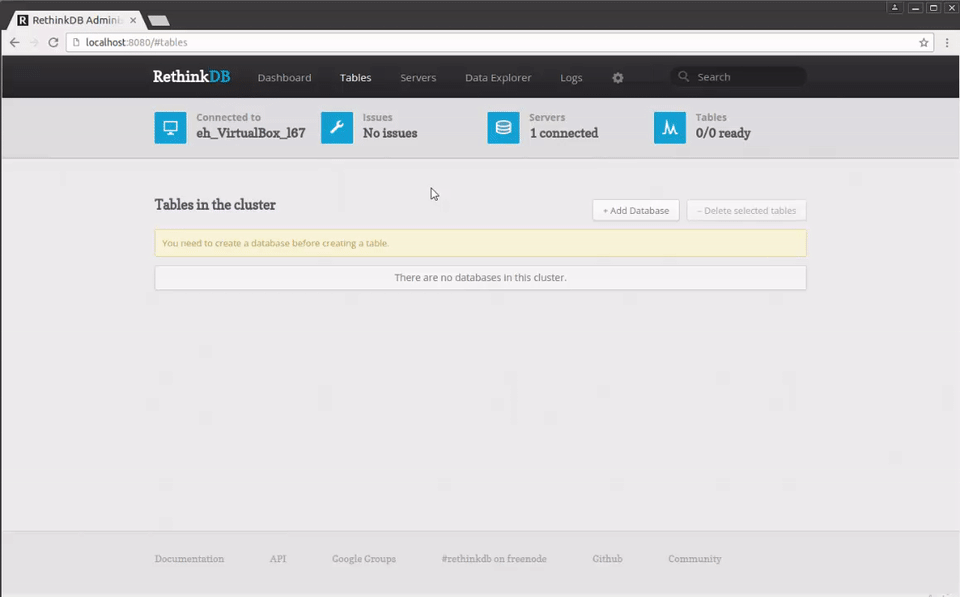 RethinkDB Adminis
localhost:8080/#tables
RethinkDB Dashboard Tables Servers Data Explorer Logs Search
Connected to Issues Servers Tables
eh_VirtualBox_l67 No issues 1 connected 0/0 ready
Tables in the cluster
+ Add Database − Delete selected tables
You need to create a database before creating a table.
There are no databases in this cluster.
Documentation API Google Groups #rethinkdb on freenode Github Community